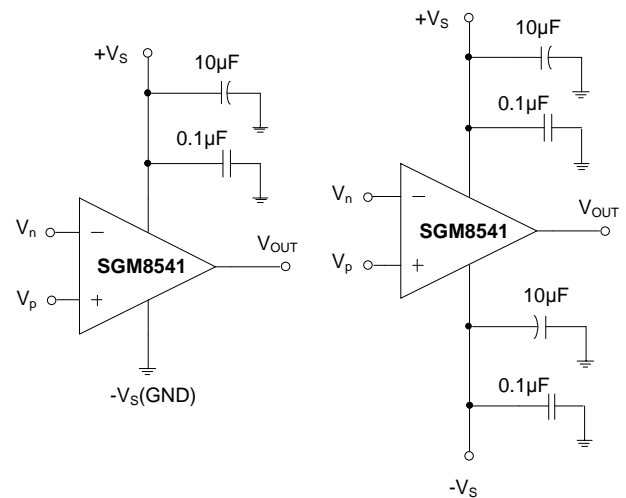 +VS
10µF
0.1µF
Vn
Vp
SGM8541
VOUT
-VS(GND)
+VS
10µF
0.1µF
Vn
Vp
SGM8541
VOUT
10µF
0.1µF
-VS